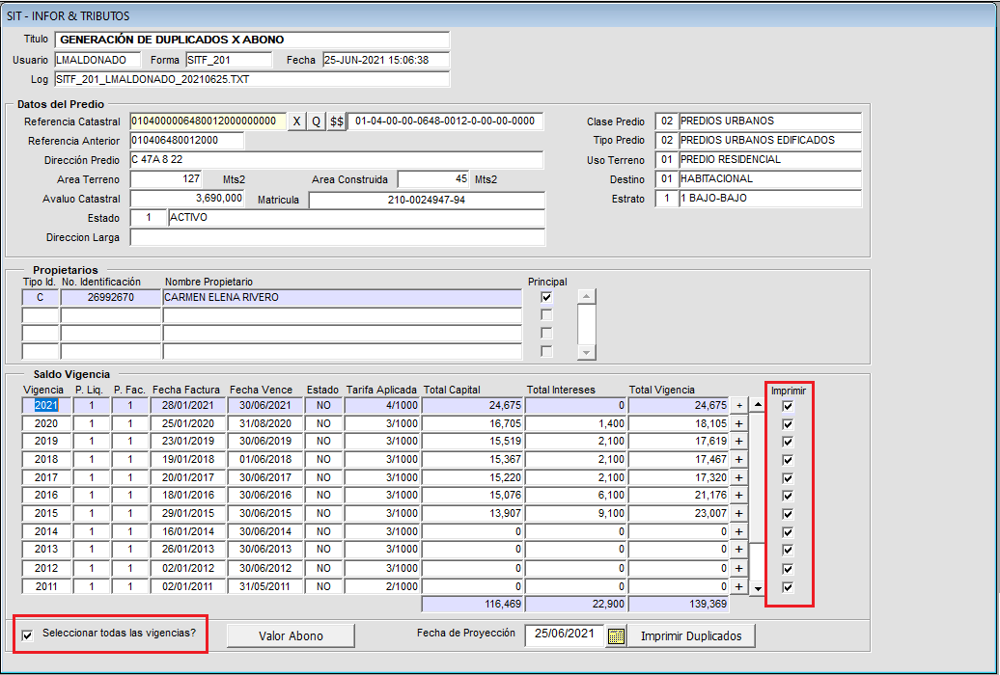 SIT - INFOR & TRIBUTOS
Titulo GENERACIÓN DE DUPLICADOS X ABONO
Usuario LMALDONADO Forma SITF_201 Fecha 25-JUN-2021 15:06:38
Log SITF_201_LMALDONADO_20210625.TXT
Datos del Predio
Referencia Catastral 0104000006480012000000000 X Q $$ 01-04-00-00-0648-0012-0-00-00-0000 Clase Predio 02 PREDIOS URBANOS
Referencia Anterior 010406480012000 Tipo Predio 02 PREDIOS URBANOS EDIFICADOS
Dirección Predio C 47A 8 22 Uso Terreno 01 PREDIO RESIDENCIAL
Area Terreno 127 Mts2 Area Construida 45 Mts2 Destino 01 HABITACIONAL
Avaluo Catastral 3,690,000 Matricula 210-0024947-94 Estrato 1 1 BAJO-BAJO
Estado 1 ACTIVO
Direccion Larga
Propietarios
Tipo Id. No. Identificación Nombre Propietario Principal
C 26992670 CARMEN ELENA RIVERO
Saldo Vigencia
Vigencia P. Liq. P. Fac. Fecha Factura Fecha Vence Estado Tarifa Aplicada Total Capital Total Intereses Total Vigencia Imprimir
2021 1 1 28/01/2021 30/06/2021 NO 4/1000 24,675 0 24,675 +
2020 1 1 25/01/2020 31/08/2020 NO 3/1000 16,705 1,400 18,105 +
2019 1 1 23/01/2019 30/06/2019 NO 3/1000 15,519 2,100 17,619 +
2018 1 1 19/01/2018 01/06/2018 NO 3/1000 15,367 2,100 17,467 +
2017 1 1 20/01/2017 30/06/2017 NO 3/1000 15,220 2,100 17,320 +
2016 1 1 18/01/2016 30/06/2016 NO 3/1000 15,076 6,100 21,176 +
2015 1 1 29/01/2015 30/06/2015 NO 3/1000 13,907 9,100 23,007 +
2014 1 1 16/01/2014 30/06/2014 NO 3/1000 0 0 0 +
2013 1 1 26/01/2013 30/06/2013 NO 3/1000 0 0 0 +
2012 1 1 02/01/2012 30/06/2012 NO 3/1000 0 0 0 +
2011 1 1 02/01/2011 31/05/2011 NO 2/1000 0 0 0 +
116,469 22,900 139,369
Seleccionar todas las vigencias? Valor Abono Fecha de Proyección 25/06/2021 Imprimir Duplicados